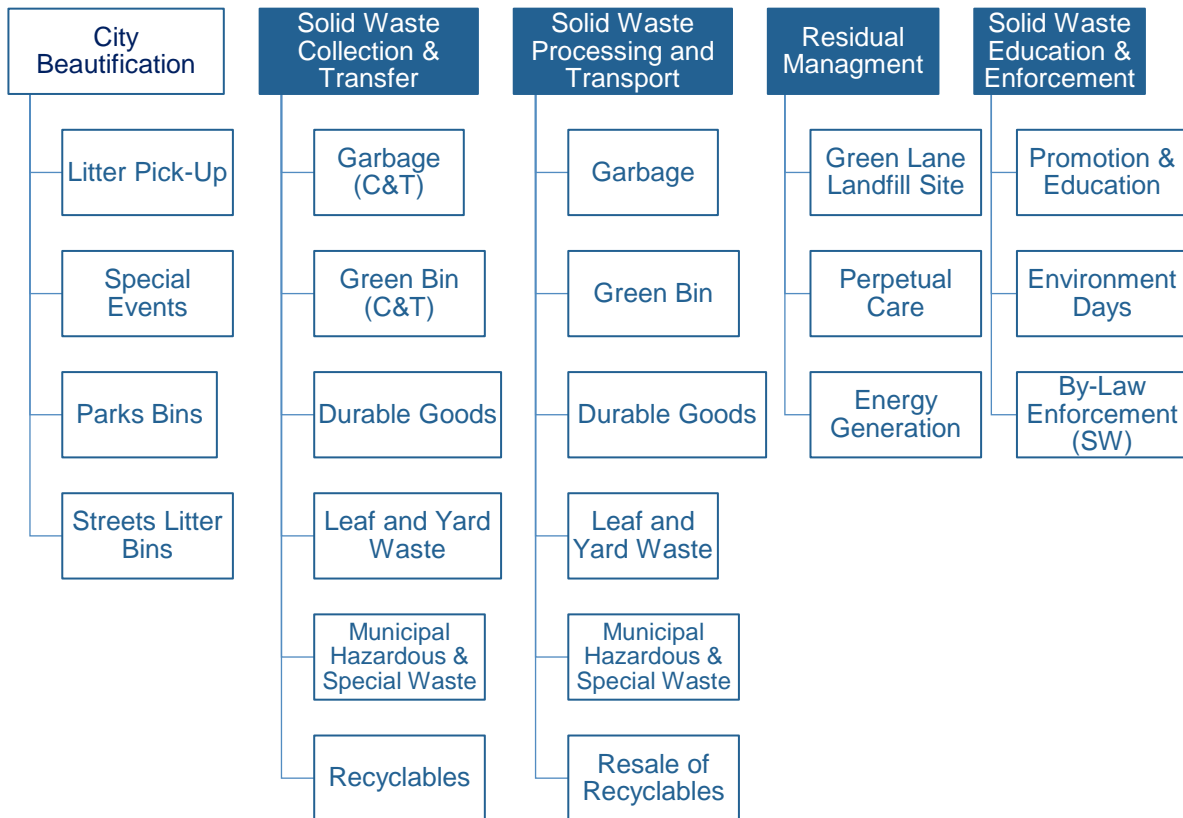 City
Beautification
Litter Pick-Up
Special
Events
Parks Bins
Streets Litter
Bins
Solid Waste
Collection &
Transfer
Garbage
(C&T)
Green Bin
(C&T)
Durable Goods
Leaf and Yard
Waste
Municipal
Hazardous &
Special Waste
Recyclables
Solid Waste
Processing and
Transport
Garbage
Green Bin
Durable Goods
Leaf and
Yard Waste
Municipal
Hazardous &
Special Waste
Resale of
Recyclables
Residual
Managment
Green Lane
Landfill Site
Perpetual
Care
Energy
Generation
Solid Waste
Education &
Enforcement
Promotion &
Education
Environment
Days
By-Law
Enforcement
(SW)